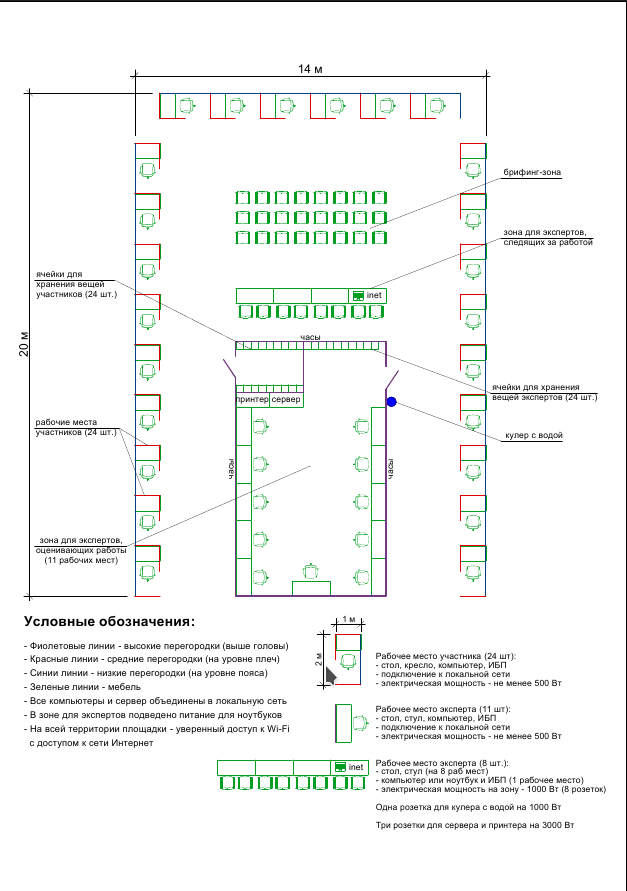 14 м
20 м
брифинг-зона
зона для экспертов,
следящих за работой
ячейки для
хранения вещей
участников (24 шт.)
inet
часы
ячейки для хранения
вещей экспертов (24 шт.)
принтер
сервер
кулер с водой
рабочие места
участников (24 шт.)
часы
часы
зона для экспертов,
оценивающих работы
(11 рабочих мест)
Условные обозначения:
- Фиолетовые линии - высокие перегородки (выше головы)
- Красные линии - средние перегородки (на уровне плеч)
- Синии линии - низкие перегородки (на уровне пояса)
- Зеленые линии - мебель
- Все компьютеры и сервер объединены в локальную сеть
- В зоне для экспертов подведено питание для ноутбуков
- На всей территории площадки - уверенный доступ к Wi-Fi
с доступом к сети Интернет
1 м
2 м
Рабочее место участника (24 шт):
- стол, кресло, компьютер, ИБП
- подключение к локальной сети
- электрическая мощность - не менее 500 Вт
Рабочее место эксперта (11 шт):
- стол, стул, компьютер, ИБП
- подключение к локальной сети
- электрическая мощность - не менее 500 Вт
inet
Рабочее место эксперта (8 шт.):
- стол, стул (на 8 раб мест)
- компьютер или ноутбук и ИБП (1 рабочее место)
- электрическая мощность на зону - 1000 Вт (8 розеток)
Одна розетка для кулера с водой на 1000 Вт
Три розетки для сервера и принтера на 3000 Вт